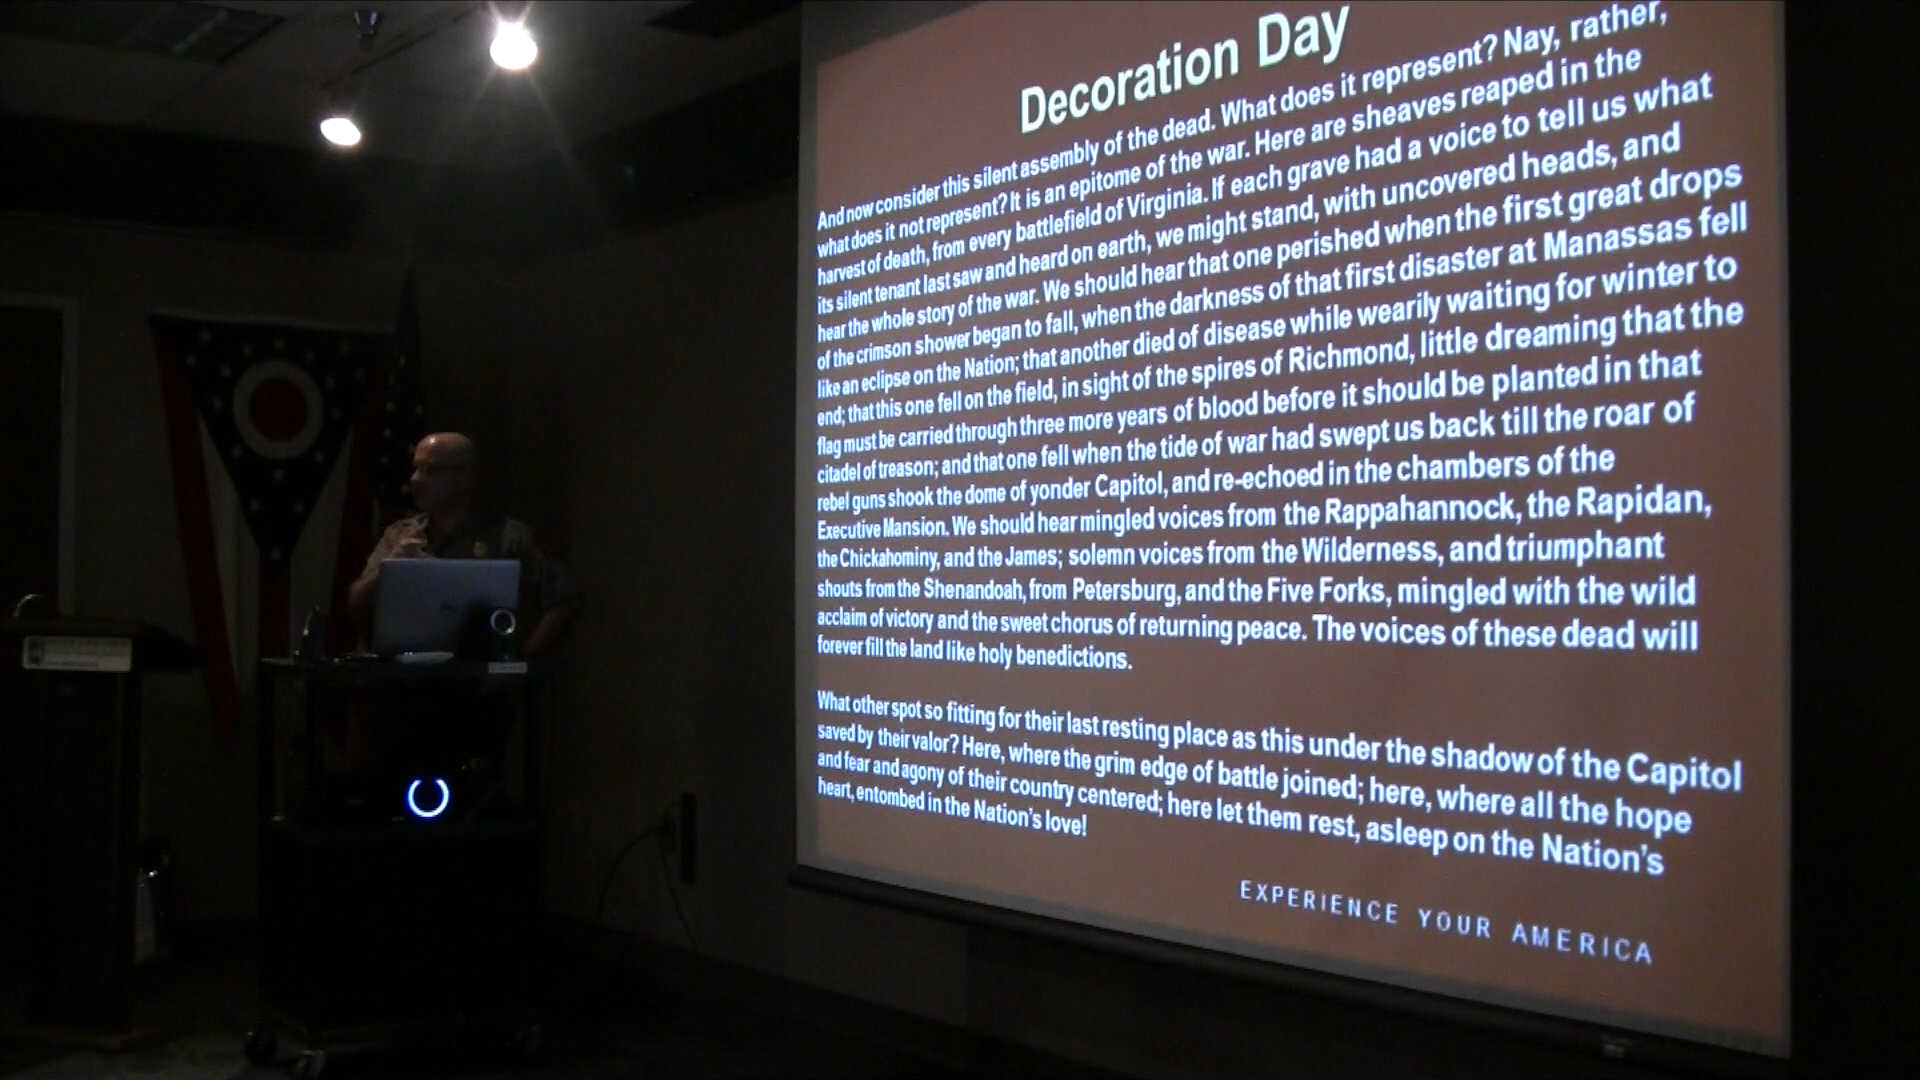 Decoration Day
And now consider this silent assembly of the dead. What does it represent? Nay, rather,
what does it not represent? It is an epitome of the war. Here are sheaves reaped in the
harvest of death, from every battlefield of Virginia. If each grave had a voice to tell us what
its silent tenant last saw and heard on earth, we might stand, with uncovered heads, and
hear the whole story of the war. We should hear that one perished when the first great drops
of the crimson shower began to fall, when the darkness of that first disaster at Manassas fell
like an eclipse on the Nation; that another died of disease while wearily waiting for winter to
end; that this one fell on the field, in sight of the spires of Richmond, little dreaming that the
flag must be carried through three more years of blood before it should be planted in that
citadel of treason; and that one fell when the tide of war had swept us back till the roar of
rebel guns shook the dome of yonder Capitol, and re-echoed in the chambers of the
Executive Mansion. We should hear mingled voices from the Rappahannock, the Rapidan,
the Chickahominy, and the James; solemn voices from the Wilderness, and triumphant
shouts from the Shenandoah, from Petersburg, and the Five Forks, mingled with the wild
acclaim of victory and the sweet chorus of returning peace. The voices of these dead will
forever fill the land like holy benedictions.
What other spot so fitting for their last resting place as this under the shadow of the Capitol
saved by their valor? Here, where the grim edge of battle joined; here, where all the hope
and fear and agony of their country centered; here let them rest, asleep on the Nation's
heart, entombed in the Nation's love!
EXPERIENCE YOUR AMERICA